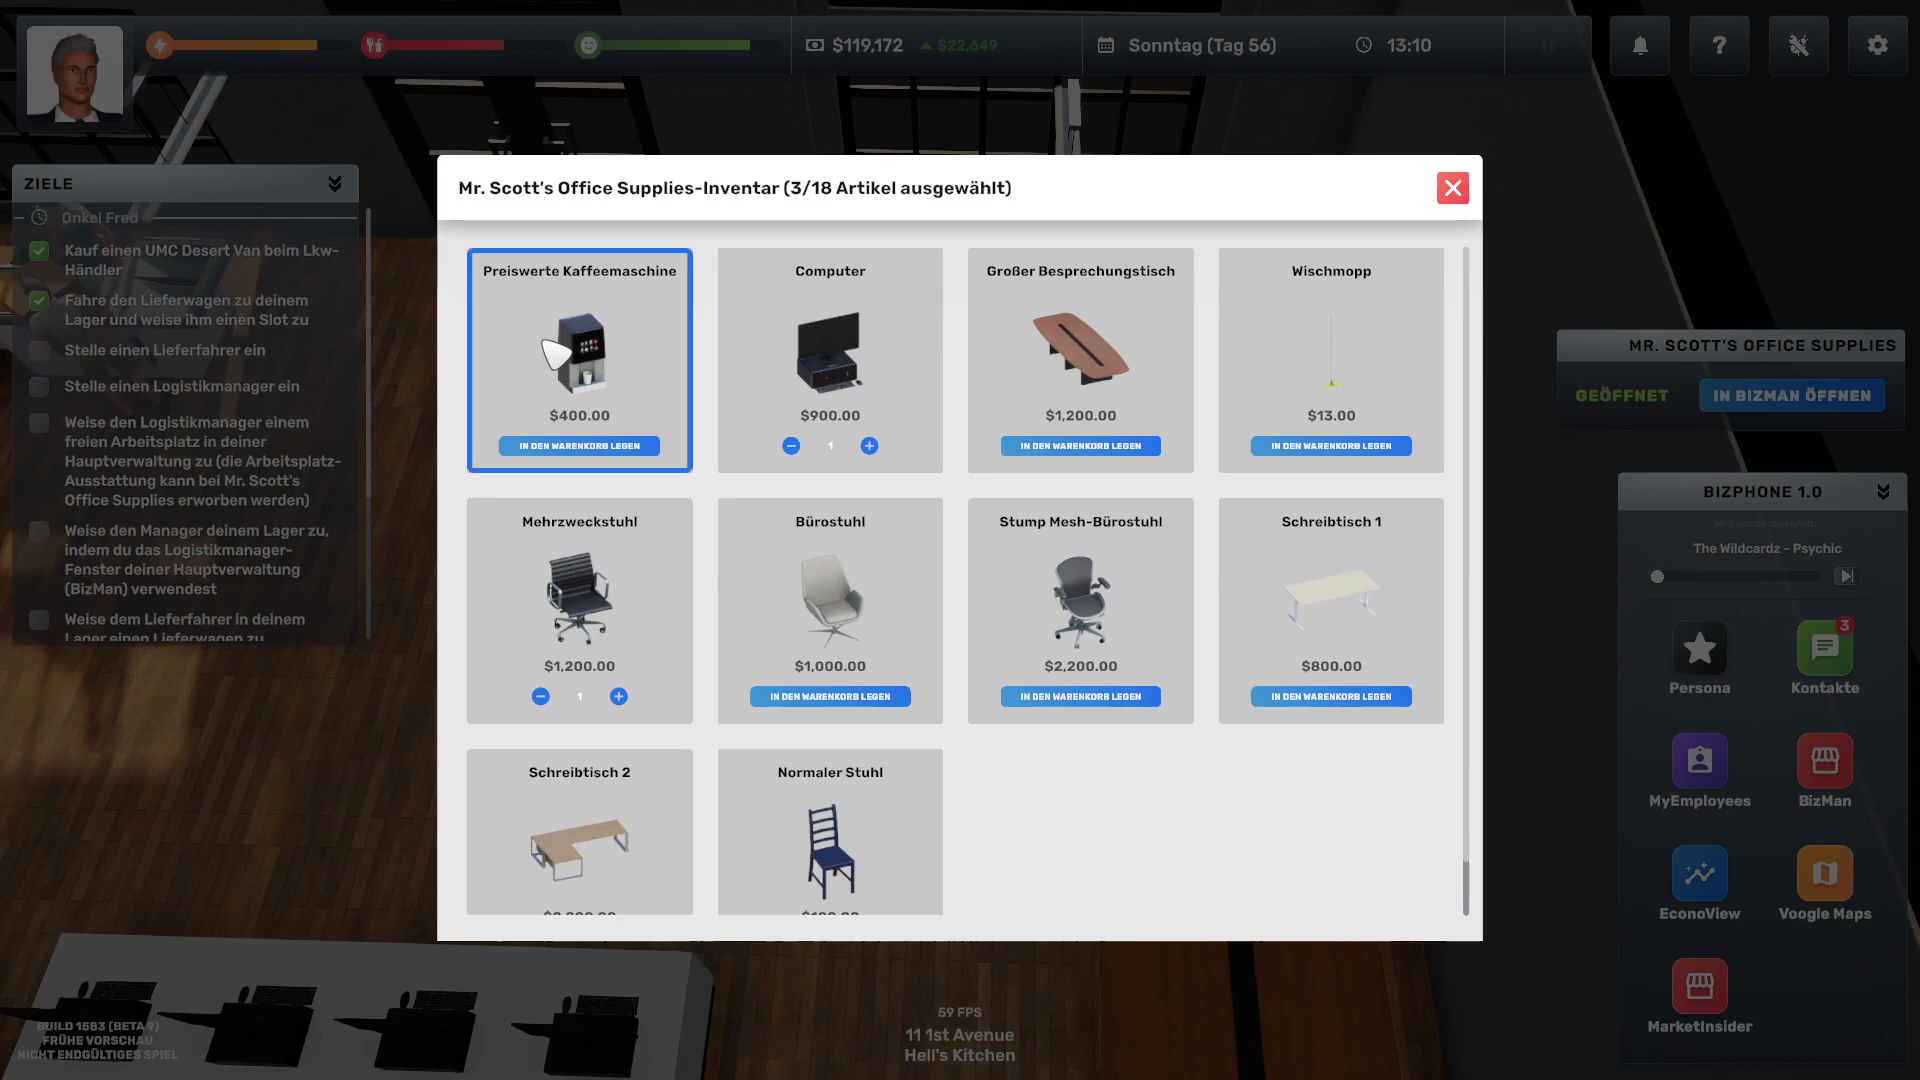 $119,172
$22,649
Sonntag (Tag 56)
13:10
ZIELE
Onkel Fred
Kauf einen UMC Desert Van beim Lkw-
Händler
Fahre den Lieferwagen zu deinem
Lager und weise ihm einen Slot zu
Stelle einen Lieferfahrer ein
Stelle einen Logistikmanager ein
Weise den Logistikmanager einem
freien Arbeitsplatz in deiner
Hauptverwaltung zu (die Arbeitsplatz-
Ausstattung kann bei Mr. Scott's
Office Supplies erworben werden)
Weise den Manager deinem Lager zu,
indem du das Logistikmanager-
Fenster deiner Hauptverwaltung
(BizMan) verwendest
Weise dem Lieferfahrer in deinem
Lager einen Lieferwagen zu
Mr. Scott's Office Supplies-Inventar (3/18 Artikel ausgewählt)
Preiswerte Kaffeemaschine
$400.00
IN DEN WARENKORB LEGEN
Computer
$900.00
1
Großer Besprechungstisch
$1,200.00
IN DEN WARENKORB LEGEN
Wischmopp
$13.00
IN DEN WARENKORB LEGEN
Mehrzweckstuhl
$1,200.00
1
Bürostuhl
$1,000.00
IN DEN WARENKORB LEGEN
Stump Mesh-Bürostuhl
$2,200.00
IN DEN WARENKORB LEGEN
Schreibtisch 1
$800.00
IN DEN WARENKORB LEGEN
Schreibtisch 2
Normaler Stuhl
MR. SCOTT'S OFFICE SUPPLIES
GEÖFFNET
IN BIZMAN ÖFFNEN
BIZPHONE 1.0
Wird gerade abgespielt...
The Wildcardz - Psychic
Persona
3
Kontakte
MyEmployees
BizMan
EconoView
Voogle Maps
MarketInsider
BUILD 1583 (BETA 9)
FRÜHE VORSCHAU
NICHT ENDGÜLTIGES SPIEL
59 FPS
11 1st Avenue
Hell's Kitchen